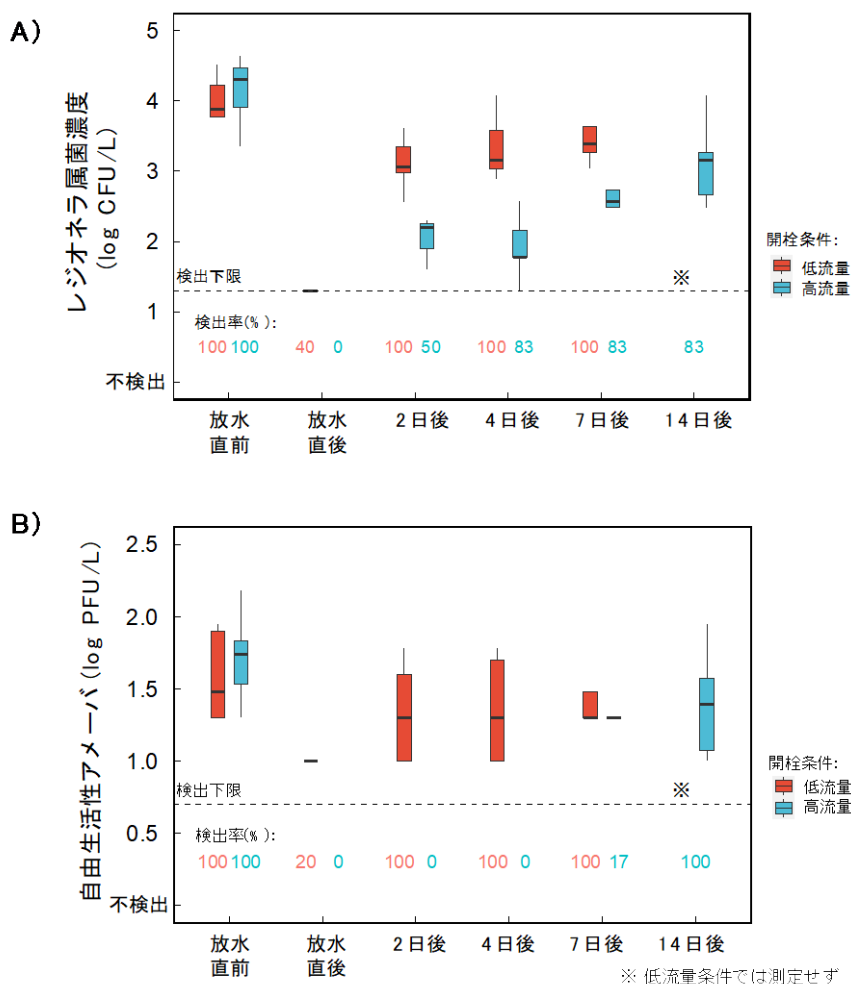 A)
レジオネラ属菌濃度
(log CFU/L)
5
4
3
2
1
不検出
検出下限
※
検出率(%):
100 100 40 0 100 50 100 83 100 83 83
放水
直前
放水
直後
2日後
4日後
7日後
14日後
開栓条件:
低流量
高流量
B)
自由生活性アメーバ(log PFU/L)
2.5
2.0
1.5
1.0
0.5
不検出
検出下限
※
検出率(%):
100 100 20 0 100 0 100 0 100 17 100
放水
直前
放水
直後
2日後
4日後
7日後
14日後
開栓条件:
低流量
高流量
※ 低流量条件では測定せず